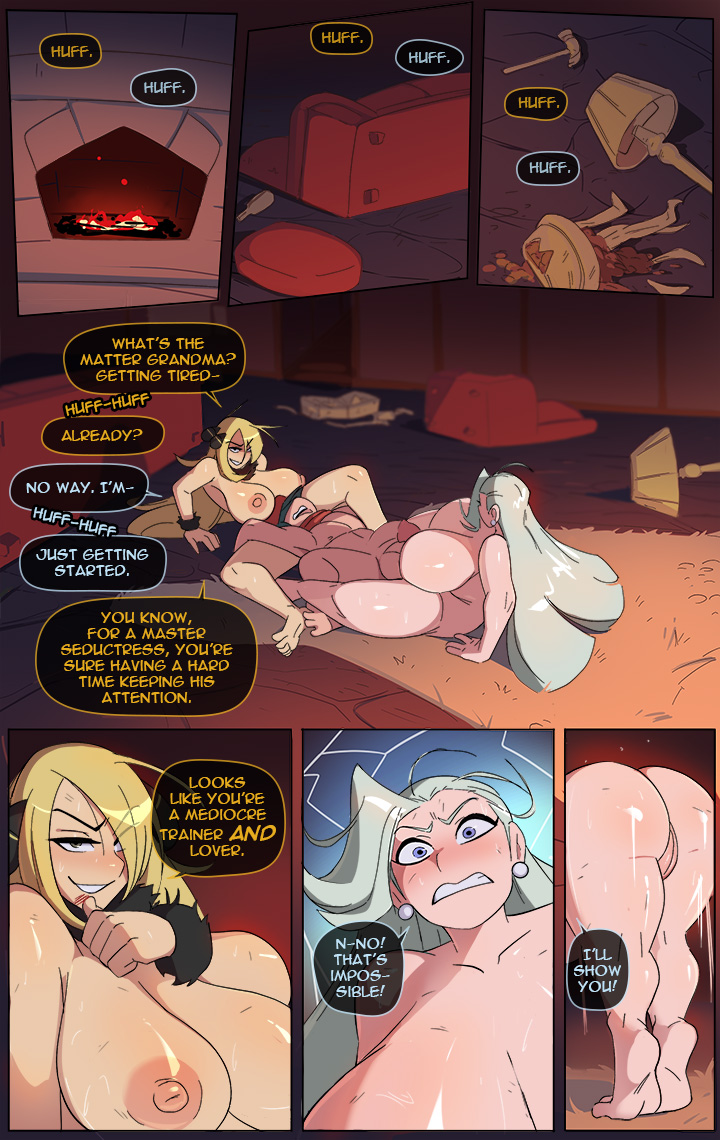 HUFF.
HUFF.
HUFF.
HUFF.
HUFF.
HUFF.
WHAT'S THE
MATTER GRANDMA?
GETTING TIRED-
HUFF-HUFF
ALREADY?
NO WAY. I'M-
HUFF-HUFF
JUST GETTING
STARTED.
YOU KNOW,
FOR A MASTER
SEDUCTRESS, YOU'RE
SURE HAVING A HARD
TIME KEEPING HIS
ATTENTION.
LOOKS
LIKE YOU'RE
A MEDIOCRE
TRAINER AND
LOVER.
N-NO!
THAT'S
IMPOS-
SIBLE!
I'LL
SHOW
YOU!